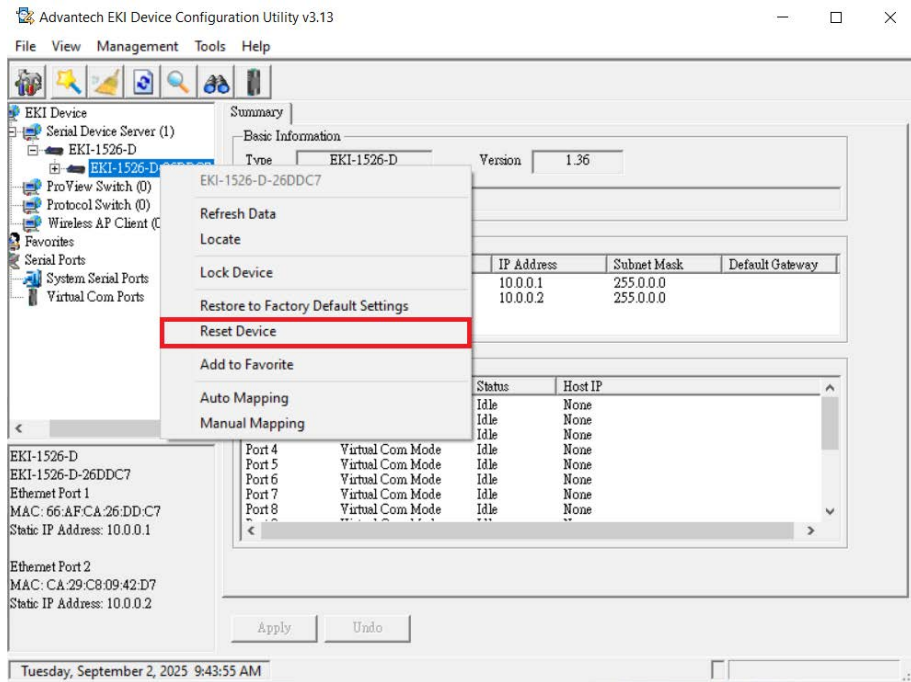 Advantech EKI Device Configuration Utility v3.13
File View Management Tools Help
EKI Device
Serial Device Server (1)
EKI-1526-D
EKI-1526-D-26DDC7
ProView Switch (0)
Protocol Switch (0)
Wireless AP Client (0
Favorites
Serial Ports
System Serial Ports
Virtual Com Ports
EKI-1526-D-26DDC7
Refresh Data
Locate
Lock Device
Restore to Factory Default Settings
Reset Device
Add to Favorite
Auto Mapping
Manual Mapping
Summary
Basic Information
Type EKI-1526-D Version 1.36
IP Address Subnet Mask Default Gateway
10.0.0.1 255.0.0.0
10.0.0.2 255.0.0.0
Status Host IP
Idle None
Idle None
Idle None
Port 4 Virtual Com Mode Idle None
Port 5 Virtual Com Mode Idle None
Port 6 Virtual Com Mode Idle None
Port 7 Virtual Com Mode Idle None
Port 8 Virtual Com Mode Idle None
EKI-1526-D
EKI-1526-D-26DDC7
Ethernet Port 1
MAC: 66:AF:CA:26:DD:C7
Static IP Address: 10.0.0.1
Ethernet Port 2
MAC: CA:29:C8:09:42:D7
Static IP Address: 10.0.0.2
Apply Undo
Tuesday, September 2, 2025 9:43:55 AM